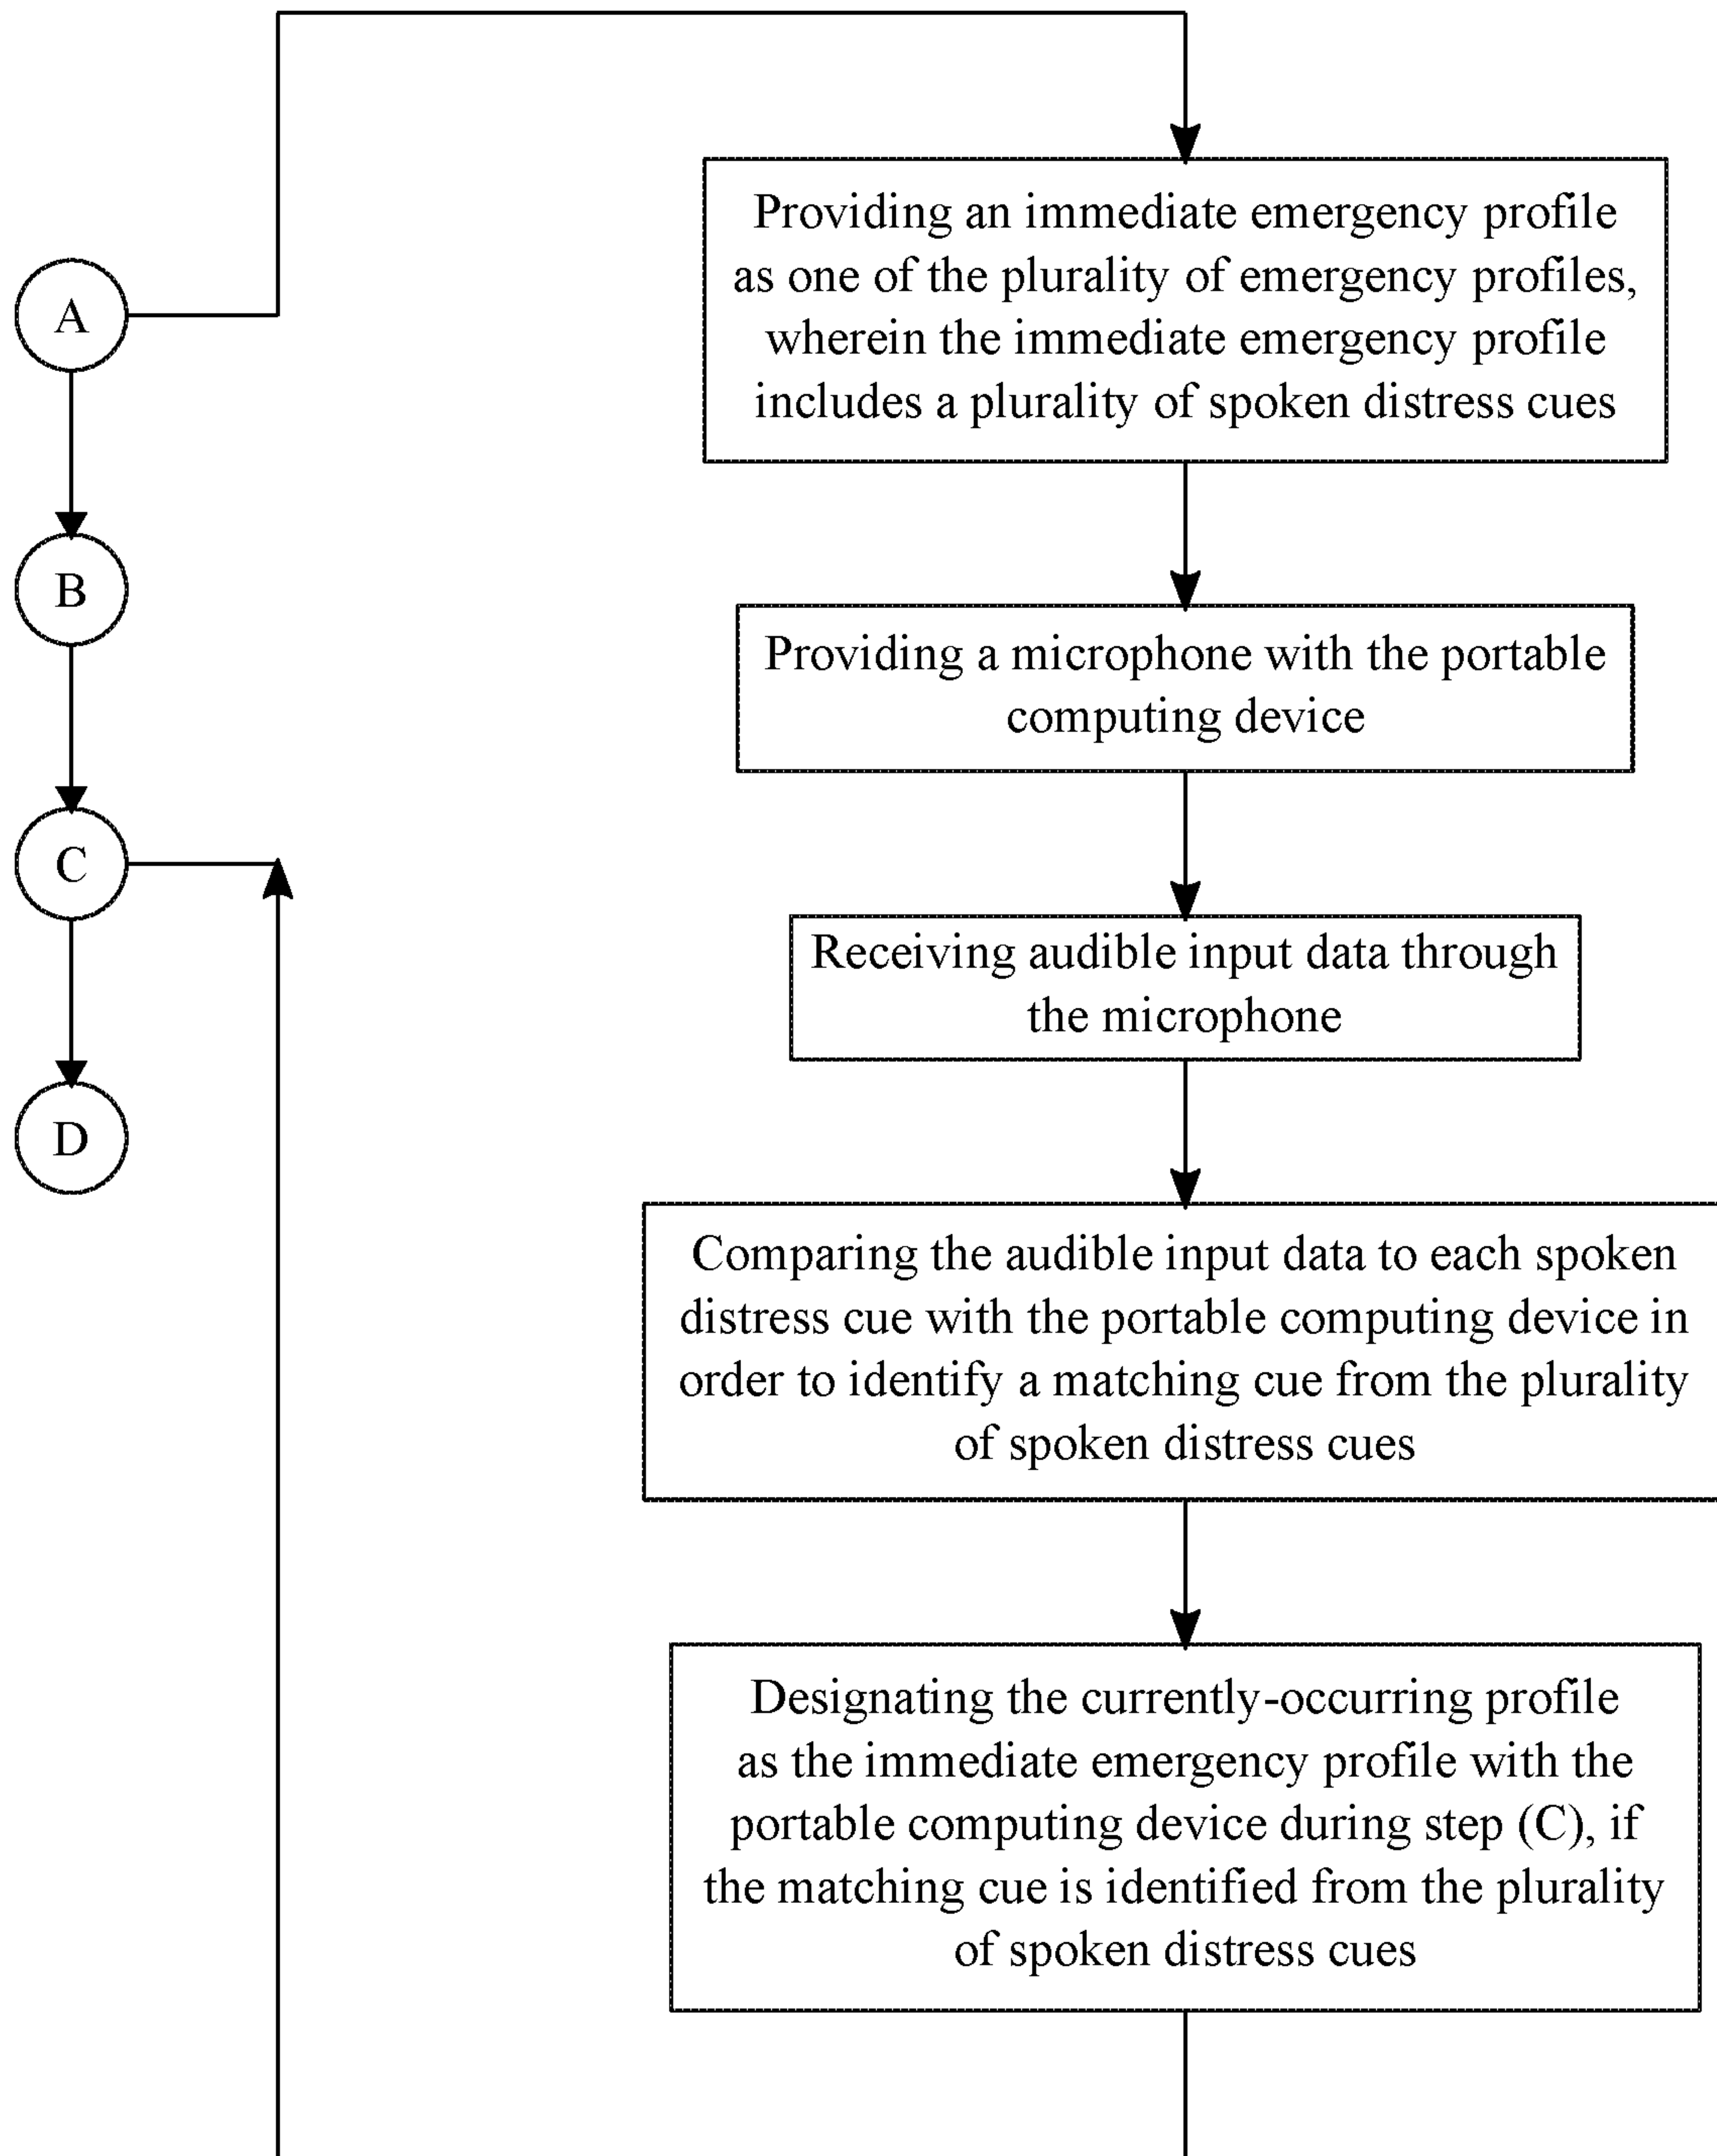 A
B
C
D
Providing an immediate emergency profile
as one of the plurality of emergency profiles,
wherein the immediate emergency profile
includes a plurality of spoken distress cues
Providing a microphone with the portable
computing device
Receiving audible input data through
the microphone
Comparing the audible input data to each spoken
distress cue with the portable computing device in
order to identify a matching cue from the plurality
of spoken distress cues
Designating the currently-occurring profile
as the immediate emergency profile with the
portable computing device during step (C), if
the matching cue is identified from the plurality
of spoken distress cues